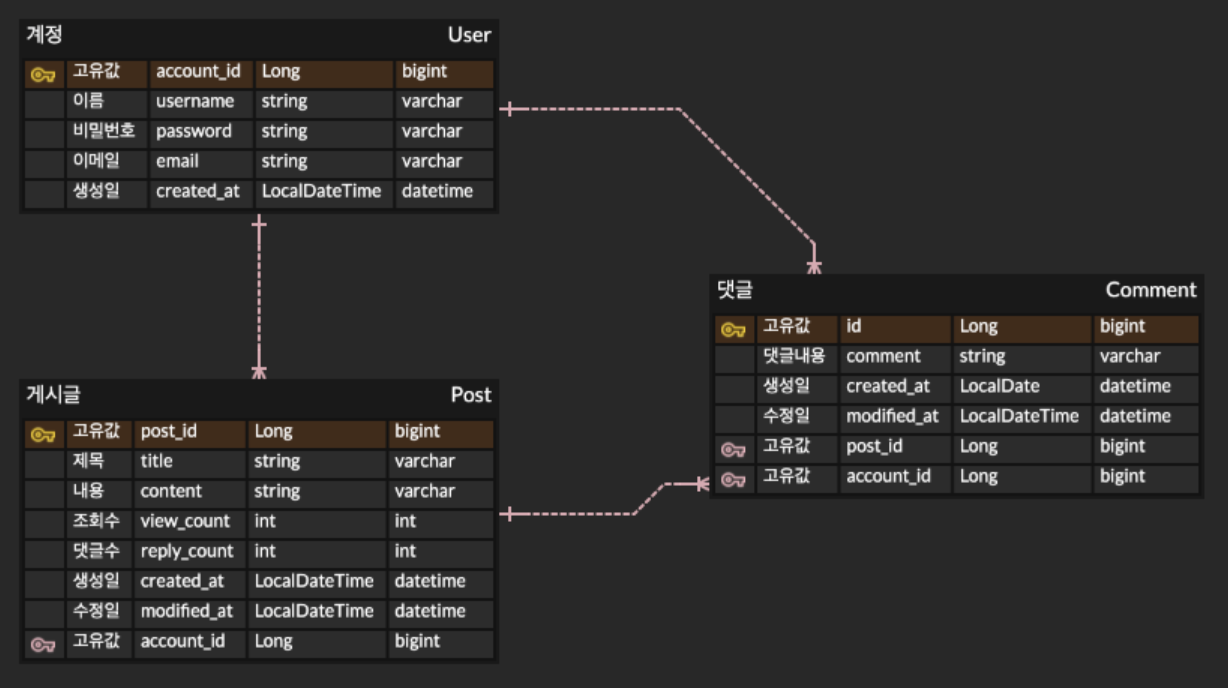 계정 User
고유값 account_id Long bigint
이름 username string varchar
비밀번호 password string varchar
이메일 email string varchar
생성일 created_at LocalDateTime datetime
게시글 Post
고유값 post_id Long bigint
제목 title string varchar
내용 content string varchar
조회수 view_count int int
댓글수 reply_count int int
생성일 created_at LocalDateTime datetime
수정일 modified_at LocalDateTime datetime
고유값 account_id Long bigint
댓글 Comment
고유값 id Long bigint
댓글내용 comment string varchar
생성일 created_at LocalDate datetime
수정일 modified_at LocalDateTime datetime
고유값 post_id Long bigint
고유값 account_id Long bigint